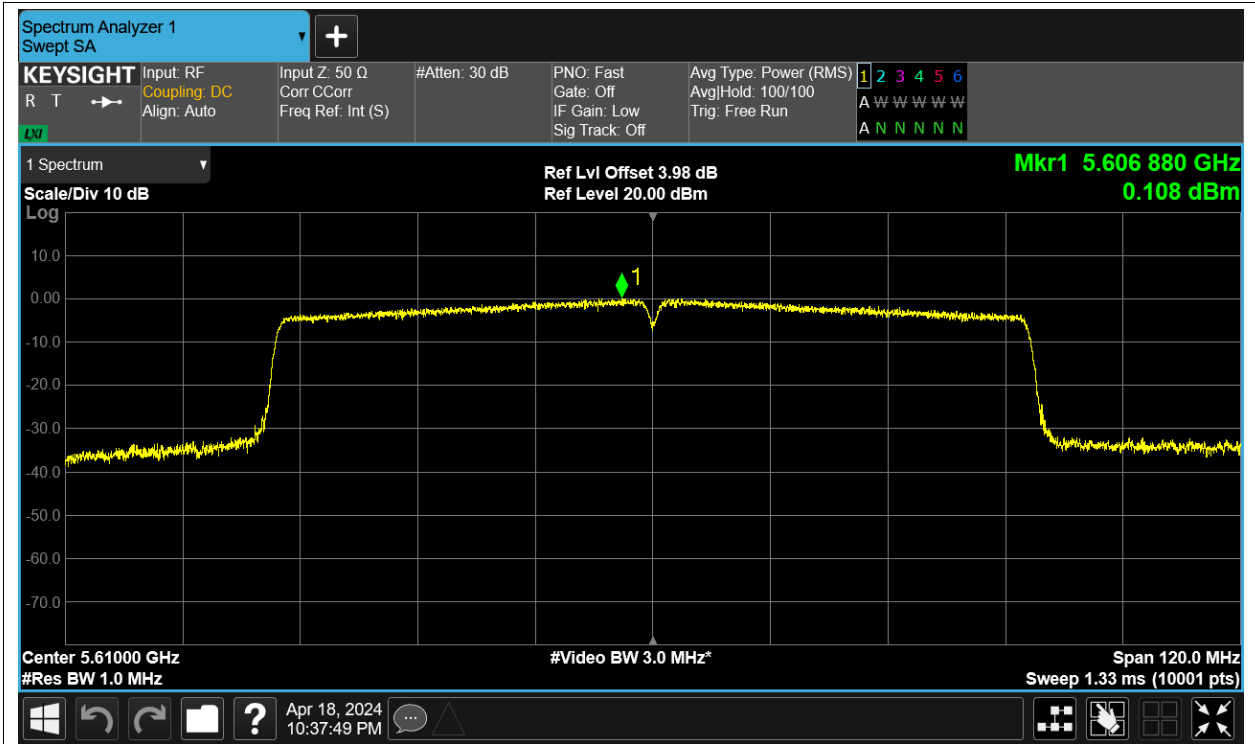 Spectrum Analyzer 1
Swept SA
KEYSIGHT
R T
LXI
Input: RF
Coupling: DC
Align: Auto
Input Z: 50 Ω
Corr CCorr
Freq Ref: Int (S)
#Atten: 30 dB
PNO: Fast
Gate: Off
IF Gain: Low
Sig Track: Off
Avg Type: Power (RMS)
Avg|Hold: 100/100
Trig: Free Run
1 2 3 4 5 6
A W W W W W
A N N N N N
1 Spectrum
Scale/Div 10 dB
Log
Ref Lvl Offset 3.98 dB
Ref Level 20.00 dBm
Mkr1 5.606 880 GHz
0.108 dBm
1
10.0
0.00
-10.0
-20.0
-30.0
-40.0
-50.0
-60.0
-70.0
Center 5.61000 GHz
#Res BW 1.0 MHz
#Video BW 3.0 MHz*
Span 120.0 MHz
Sweep 1.33 ms (10001 pts)
?
Apr 18, 2024
10:37:49 PM